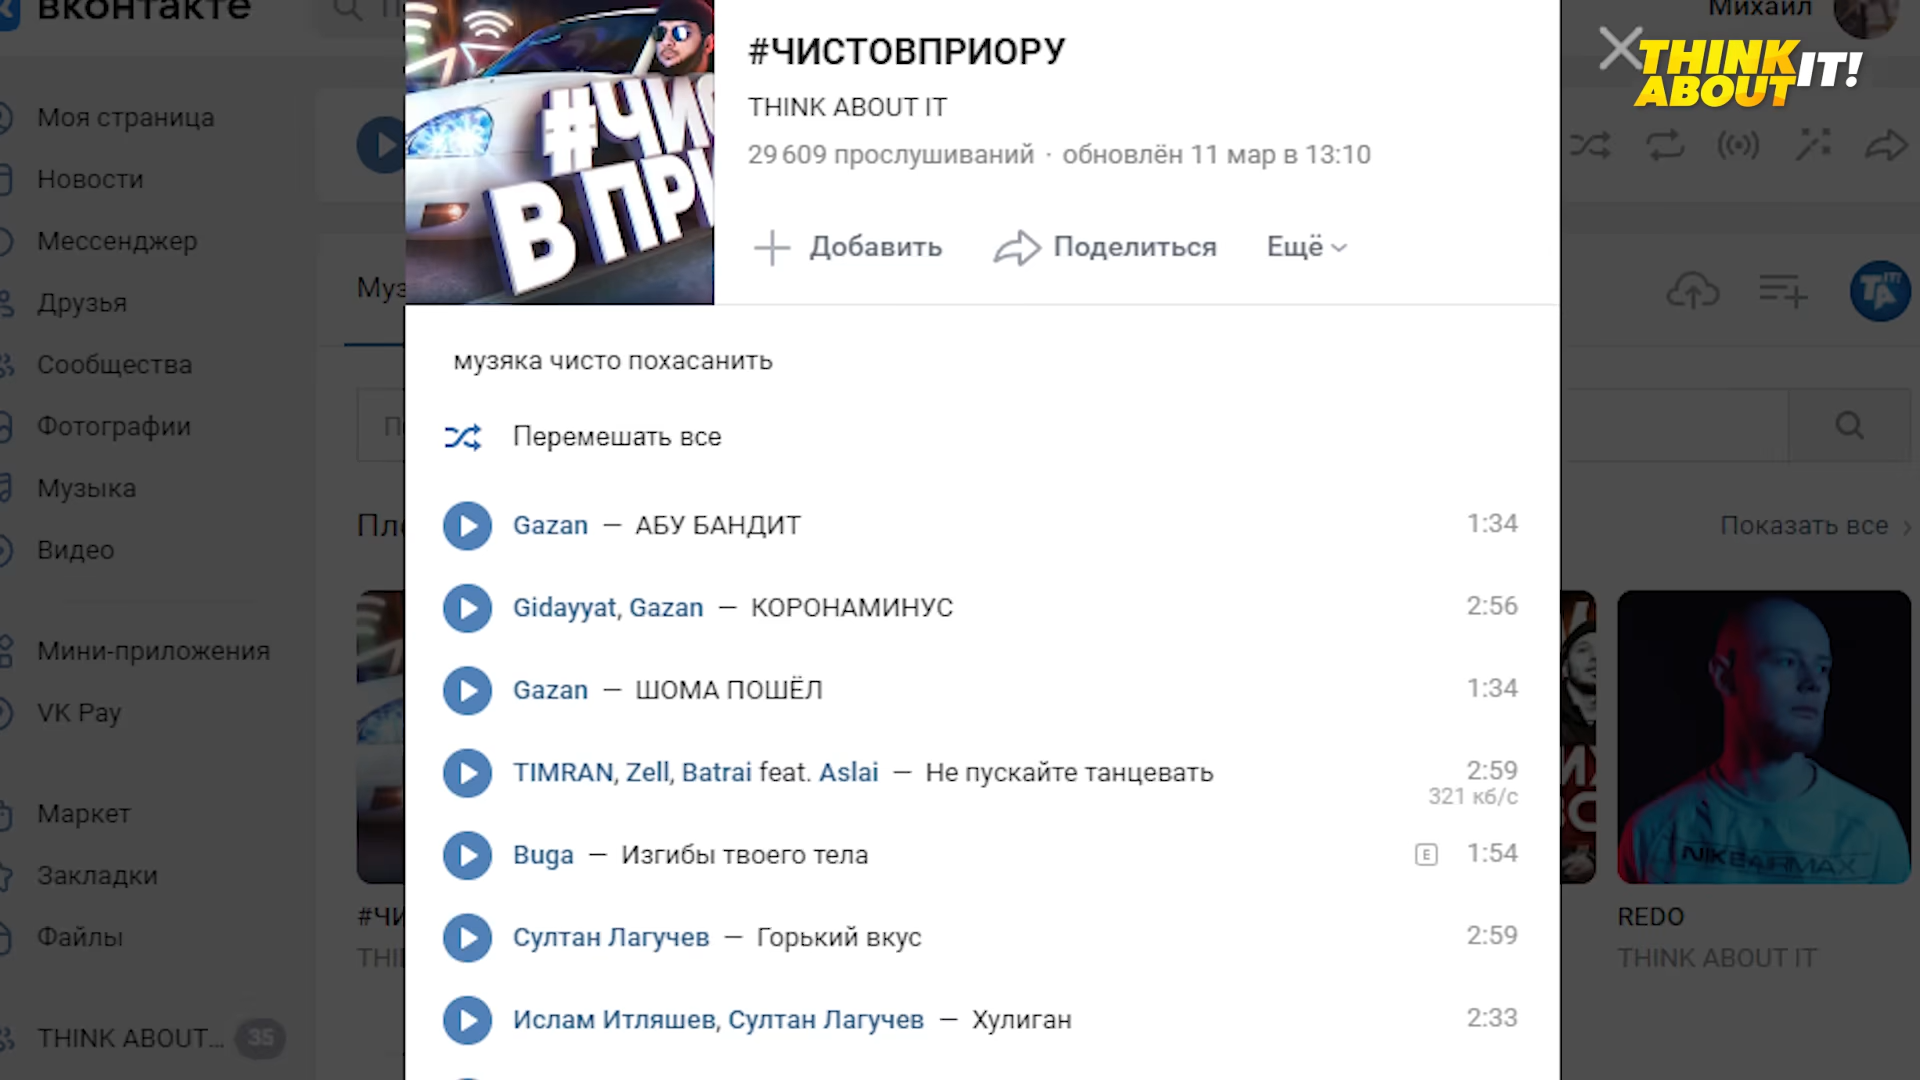 вконтакте
Михаил
THINK
ABOUT IT!
Моя страница
Новости
Мессенджер
Друзья
Сообщества
Фотографии
Музыка
Видео
Мини-приложения
VK Pay
Маркет
Закладки
Файлы
THINK ABOUT... 35
#ЧИСТОВПРИОРУ
THINK ABOUT IT
29 609 прослушиваний · обновлён 11 мар в 13:10
Добавить
Поделиться
Ещё
музяка чисто похасанить
Перемешать все
Gazan — АБУ БАНДИТ 1:34
Gidayyat, Gazan — КОРОНАМИНУС 2:56
Gazan — ШОМА ПОШЁЛ 1:34
TIMRAN, Zell, Batrai feat. Aslai — Не пускайте танцевать 2:59
321 кб/с
Buga — Изгибы твоего тела E 1:54
Султан Лагучев — Горький вкус 2:59
Ислам Итляшев, Султан Лагучев — Хулиган 2:33
Показать все
NIKE AIR MAX
REDO
THINK ABOUT IT